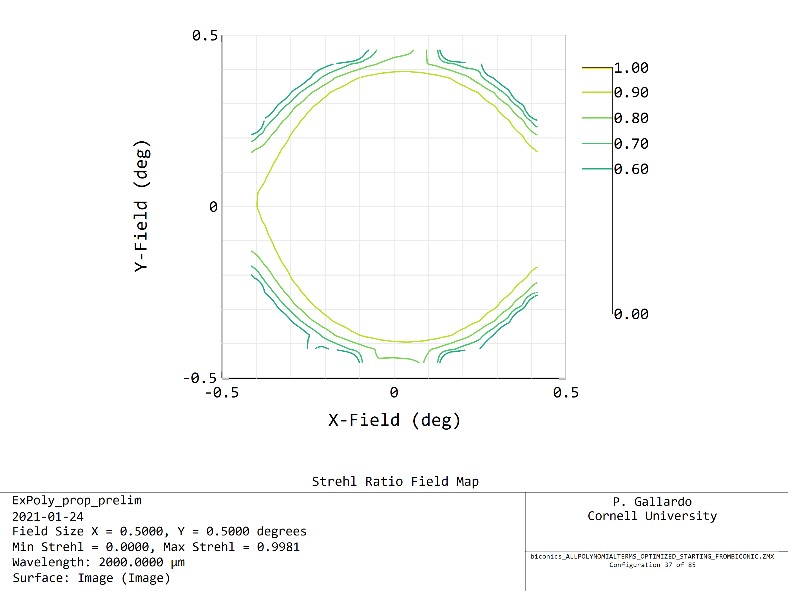 0.5
0
-0.5
-0.5
0
0.5
Y-Field (deg)
X-Field (deg)
1.00
0.90
0.80
0.70
0.60
0.00
Strehl Ratio Field Map
ExPoly_prop_prelim
2021-01-24
Field Size X = 0.5000, Y = 0.5000 degrees
Min Strehl = 0.0000, Max Strehl = 0.9981
Wavelength: 2000.0000 µm
Surface: Image (Image)
P. Gallardo
Cornell University
biconics_ALLPOLYNOMIALTERMS_OPTIMIZED_STARTING_FROMBICONIC.ZMX
Configuration 37 of 85